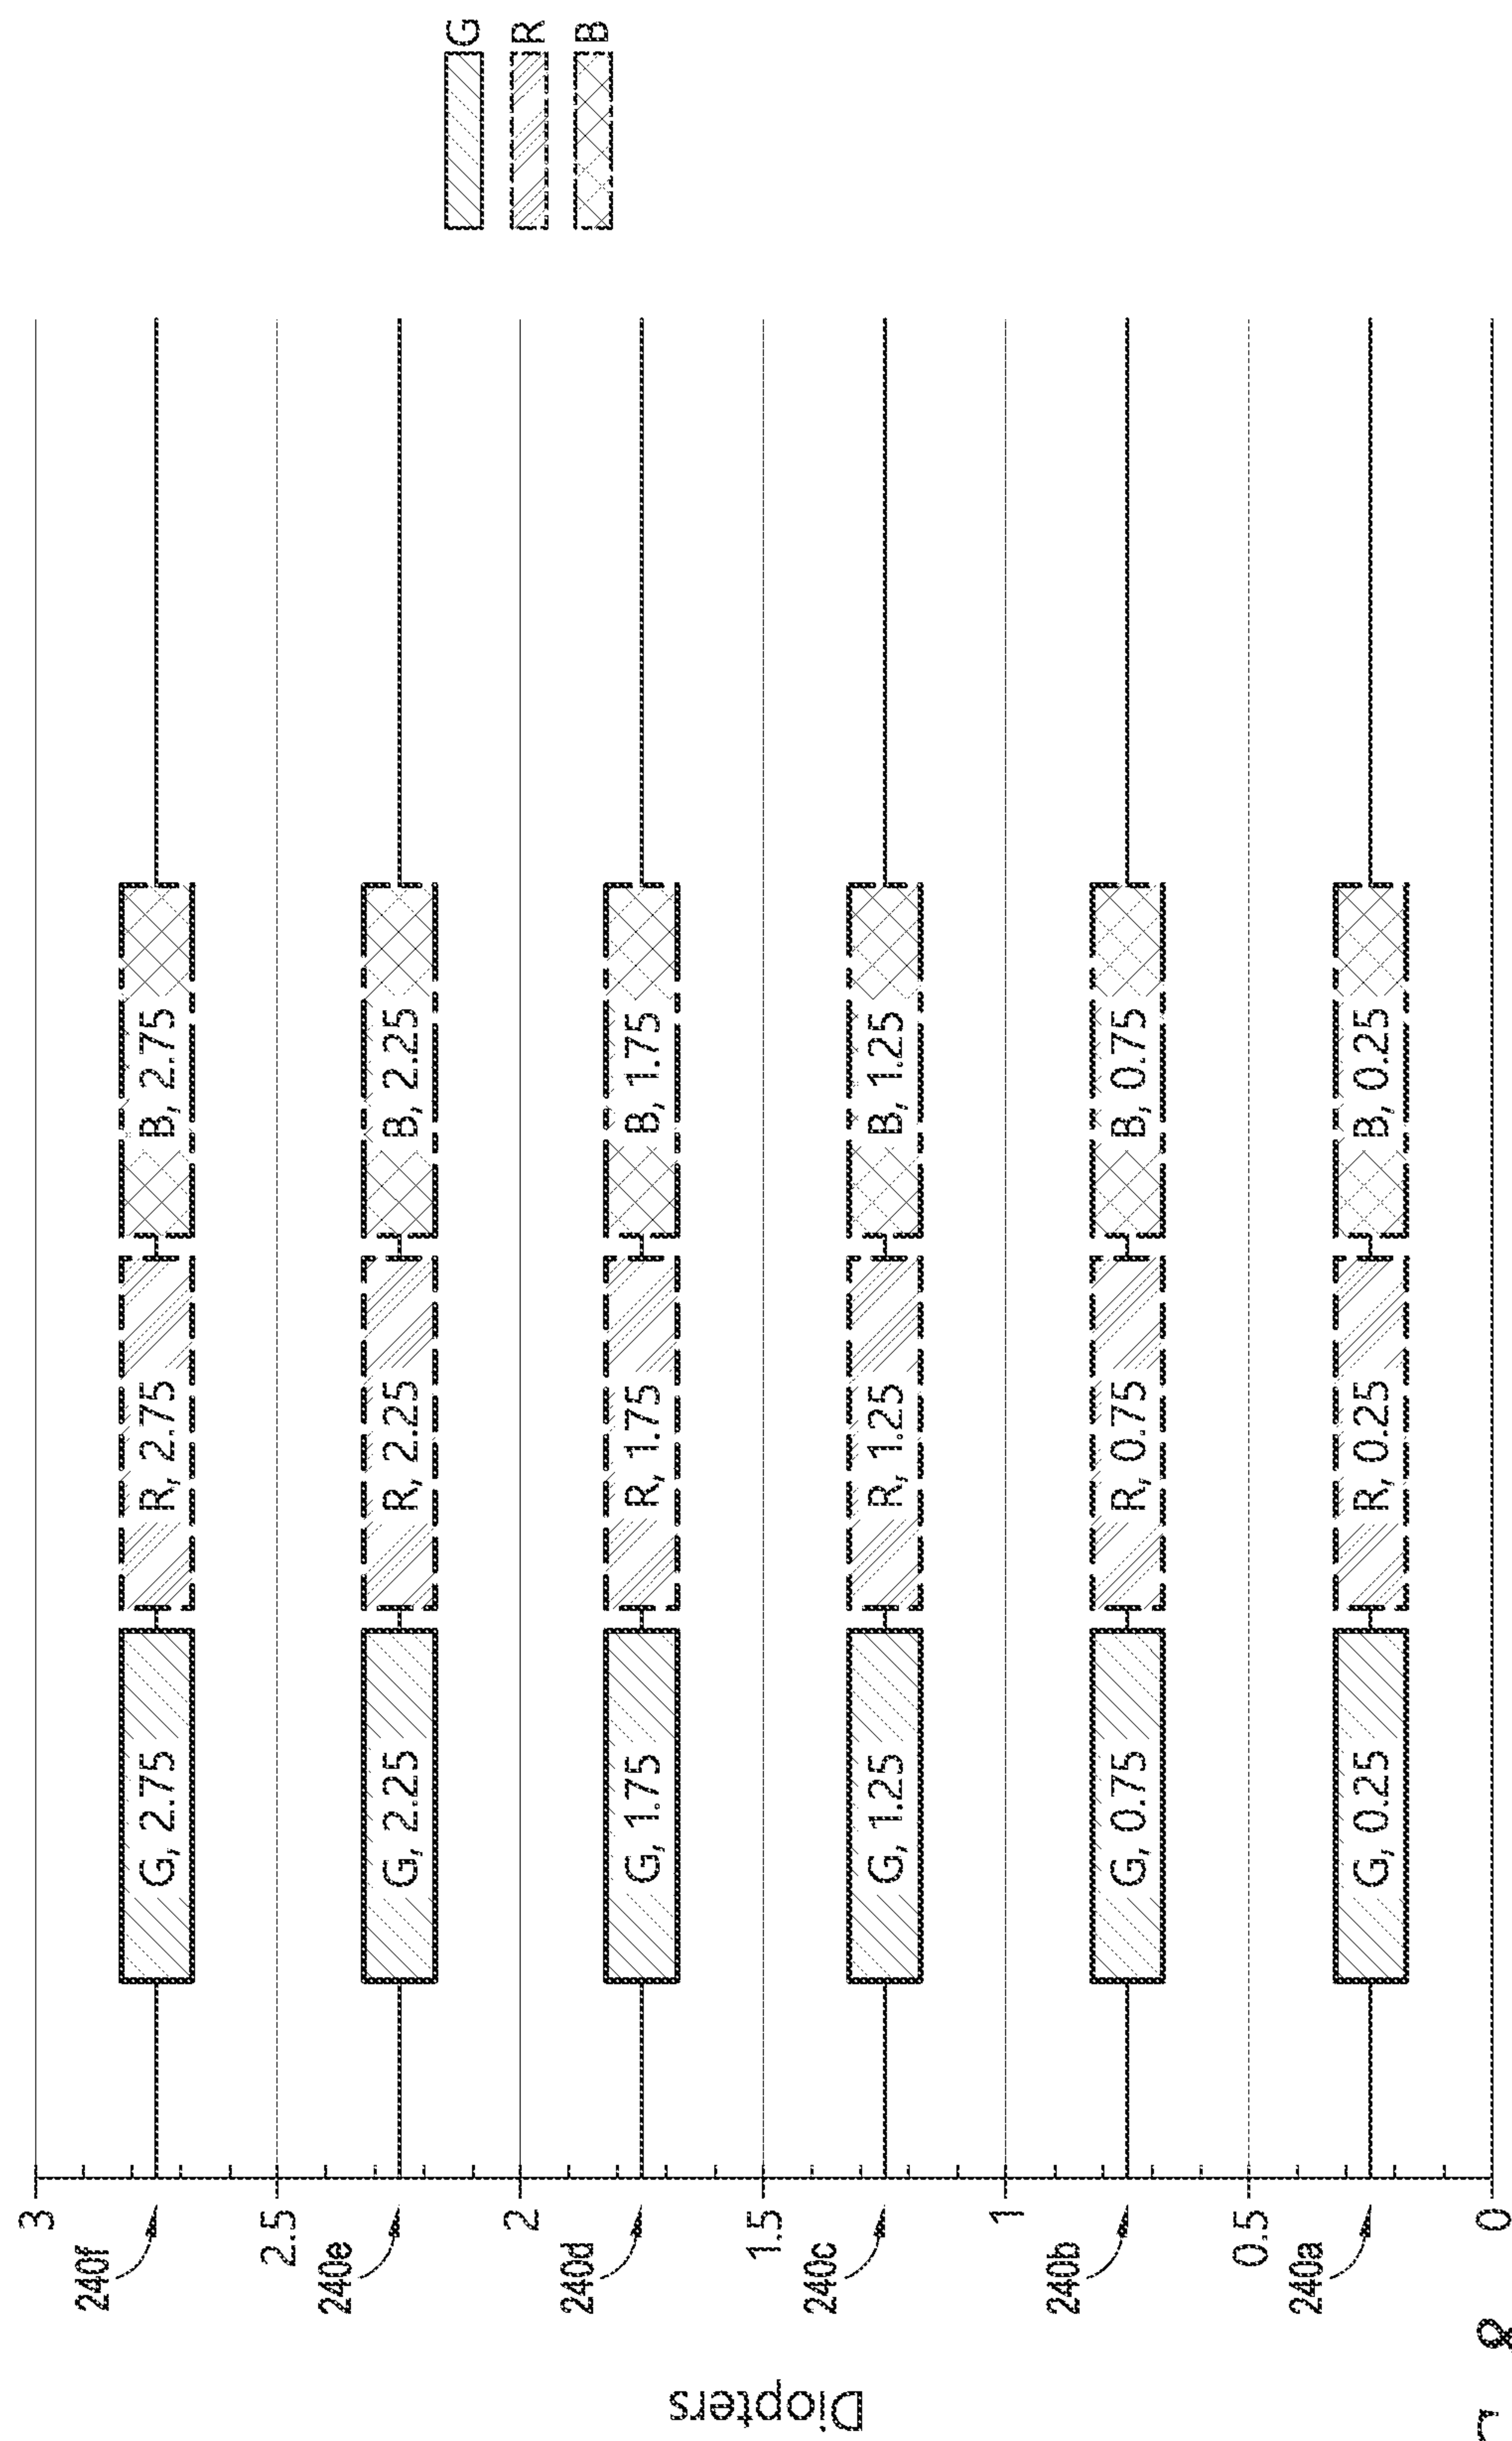 Diopters
3
240f
G, 2.75
R, 2.75
B, 2.75
2.5
240e
G, 2.25
R, 2.25
B, 2.25
2
240d
G, 1.75
R, 1.75
B, 1.75
1.5
240c
G, 1.25
R, 1.25
B, 1.25
1
240b
G, 0.75
R, 0.75
B, 0.75
0.5
240a
G, 0.25
R, 0.25
B, 0.25
0
G
R
B
8